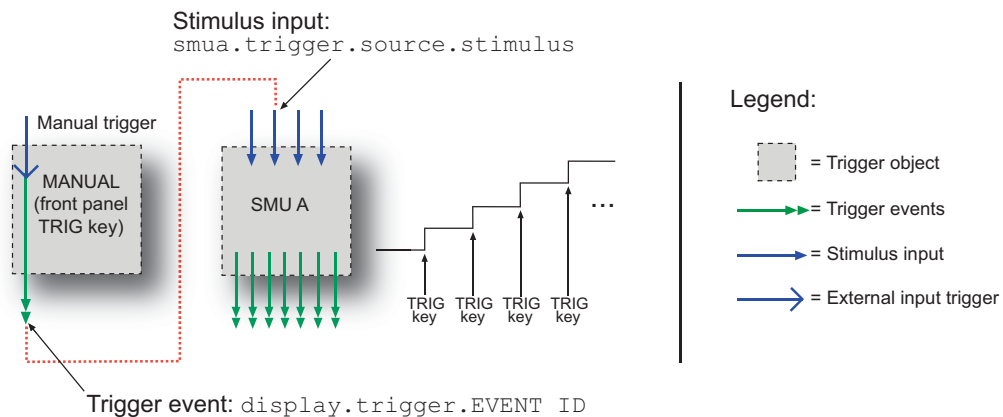 Stimulus input:
smua.trigger.source.stimulus
Manual trigger
MANUAL
(front panel
TRIG key)
SMU A
...
TRIG
key
TRIG
key
TRIG
key
TRIG
key
Trigger event: display.trigger.EVENT ID
Legend:
= Trigger object
= Trigger events
= Stimulus input
= External input trigger